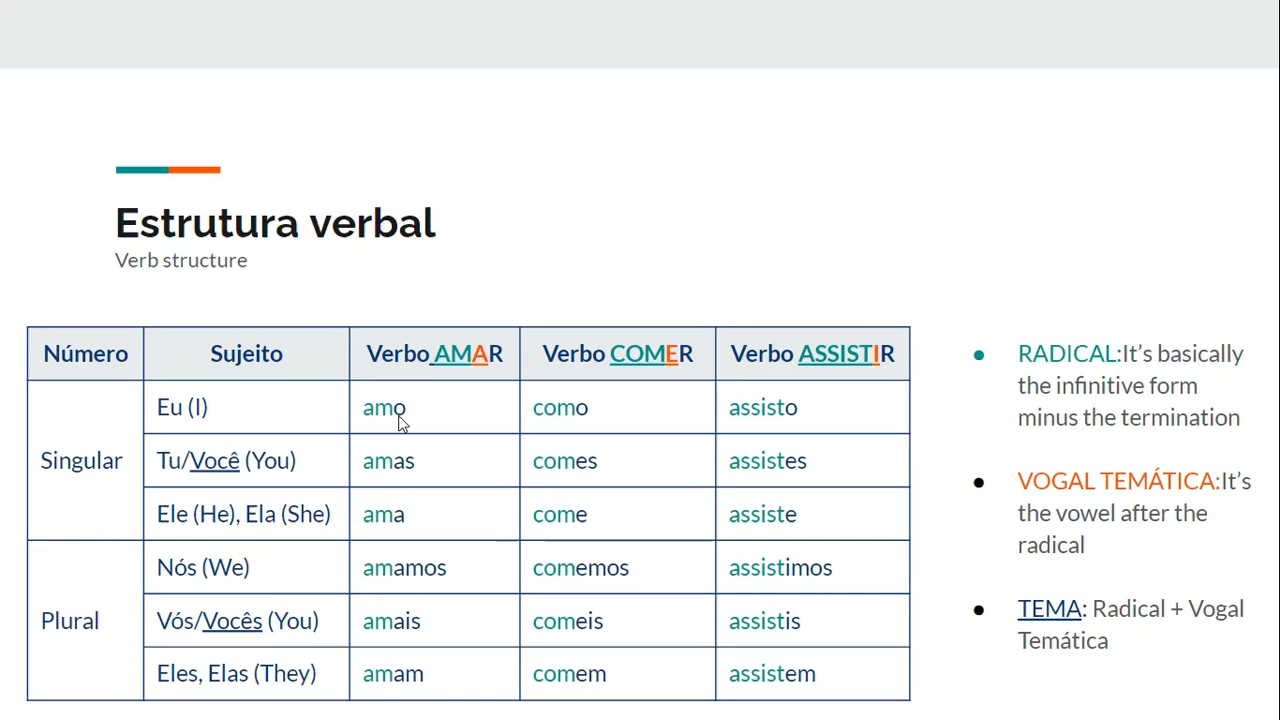 Estrutura verbal
Verb structure
Número Sujeito Verbo AMAR Verbo COMER Verbo ASSISTIR
Singular
Eu (I) amo como assisto
Tu/Você (You) amas comes assistes
Ele (He), Ela (She) ama come assiste
Plural
Nós (We) amamos comemos assistimos
Vós/Vocês (You) amais comeis assistis
Eles, Elas (They) amam comem assistem
RADICAL:It's basically
the infinitive form
minus the termination
VOGAL TEMÁTICA:It's
the vowel after the
radical
TEMA: Radical + Vogal
Temática